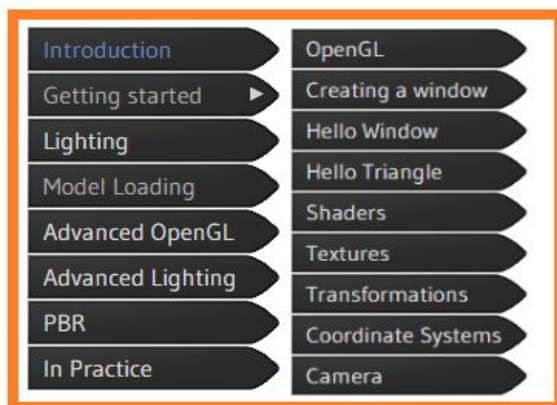 Introduction
Getting started
Lighting
Model Loading
Advanced OpenGL
Advanced Lighting
PBR
In Practice
OpenGL
Creating a window
Hello Window
Hello Triangle
Shaders
Textures
Transformations
Coordinate Systems
Camera